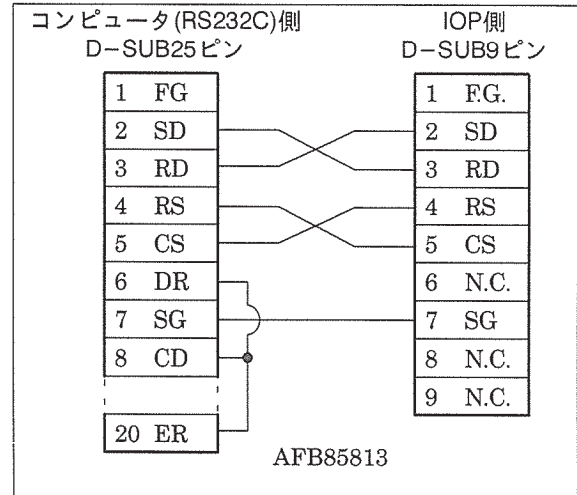 コンピュータ(RS232C)側
D-SUB25ピン
IOP側
D-SUB9ピン
1 FG
2 SD
3 RD
4 RS
5 CS
6 DR
7 SG
8 CD
20 ER
1 F.G.
2 SD
3 RD
4 RS
5 CS
6 N.C.
7 SG
8 N.C.
9 N.C.
AFB85813